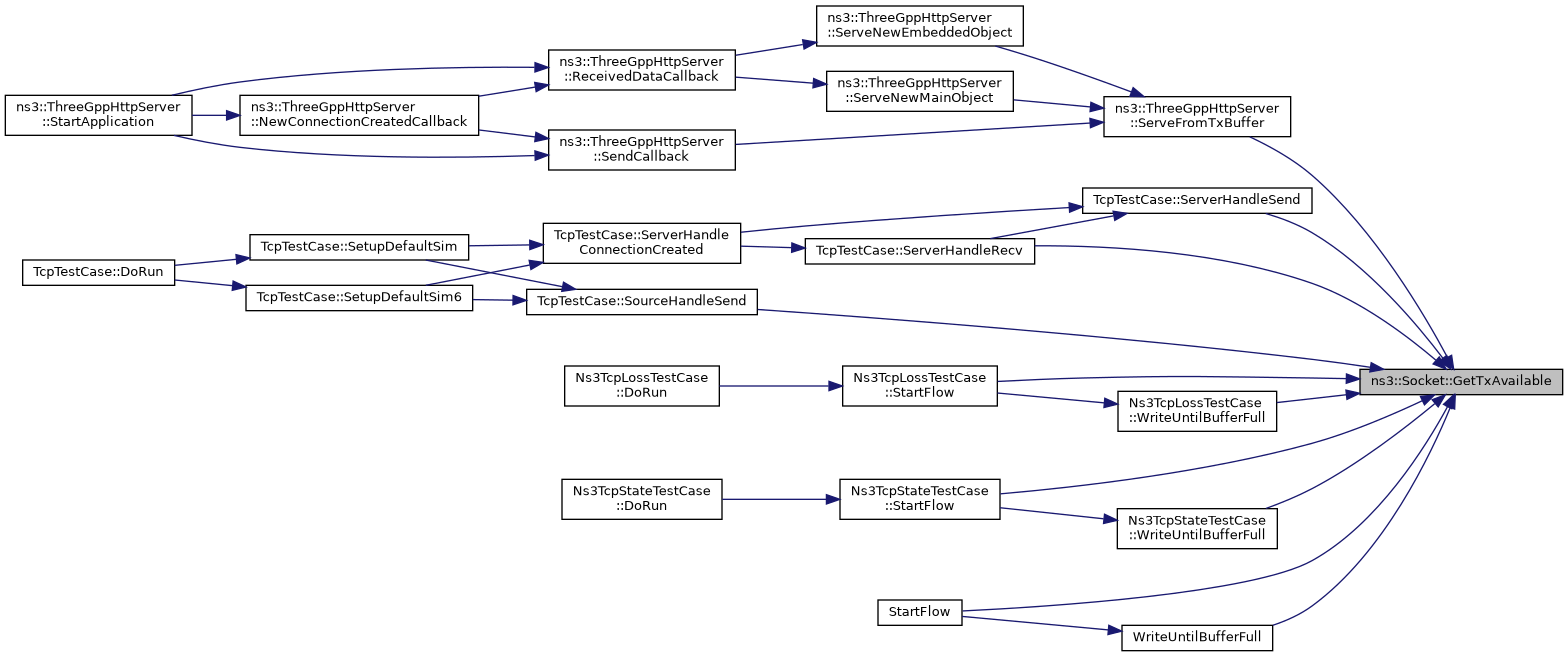 ns3::ThreeGppHttpServer
::ServeNewEmbeddedObject
ns3::ThreeGppHttpServer
::ReceivedDataCallback
ns3::ThreeGppHttpServer
::ServeNewMainObject
ns3::ThreeGppHttpServer
::StartApplication
ns3::ThreeGppHttpServer
::NewConnectionCreatedCallback
ns3::ThreeGppHttpServer
::ServeFromTxBuffer
ns3::ThreeGppHttpServer
::SendCallback
TcpTestCase::ServerHandleSend
TcpTestCase::ServerHandle
ConnectionCreated
TcpTestCase::SetupDefaultSim
TcpTestCase::ServerHandleRecv
TcpTestCase::DoRun
TcpTestCase::SetupDefaultSim6
TcpTestCase::SourceHandleSend
Ns3TcpLossTestCase
::DoRun
Ns3TcpLossTestCase
::StartFlow
ns3::Socket::GetTxAvailable
Ns3TcpLossTestCase
::WriteUntilBufferFull
Ns3TcpStateTestCase
::DoRun
Ns3TcpStateTestCase
::StartFlow
Ns3TcpStateTestCase
::WriteUntilBufferFull
StartFlow
WriteUntilBufferFull